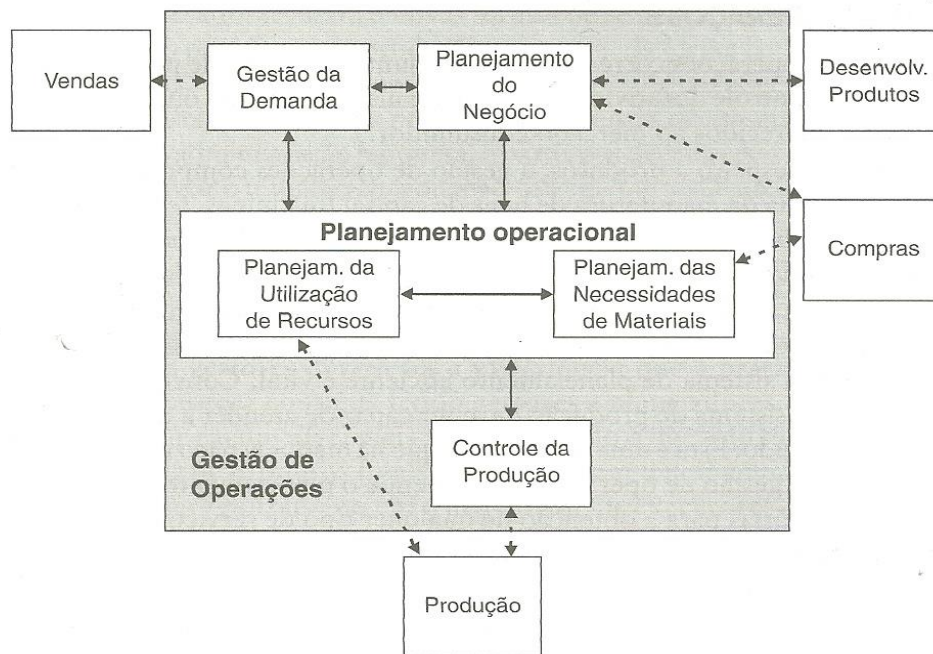 Vendas
Gestão da
Demanda
Planejamento
do
Negócio
Desenvolv.
Produtos
Planejamento operacional
Planejam. da
Utilização
de Recursos
Planejam. das
Necessidades
de Materiais
Compras
Controle da
Produção
Gestão de
Operações
Produção